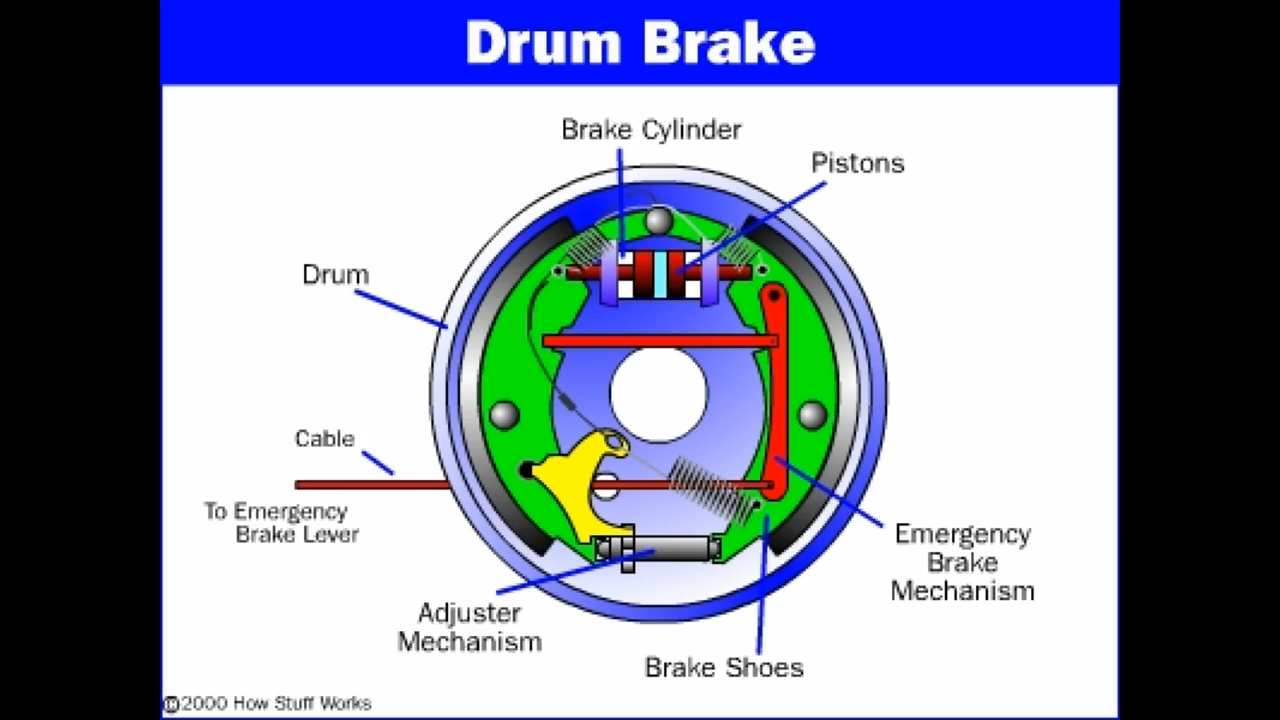 Drum Brake
Brake Cylinder
Pistons
Drum
Cable
To Emergency
Brake Lever
Emergency
Brake
Mechanism
Adjuster
Mechanism
Brake Shoes
©2000 How Stuff Works